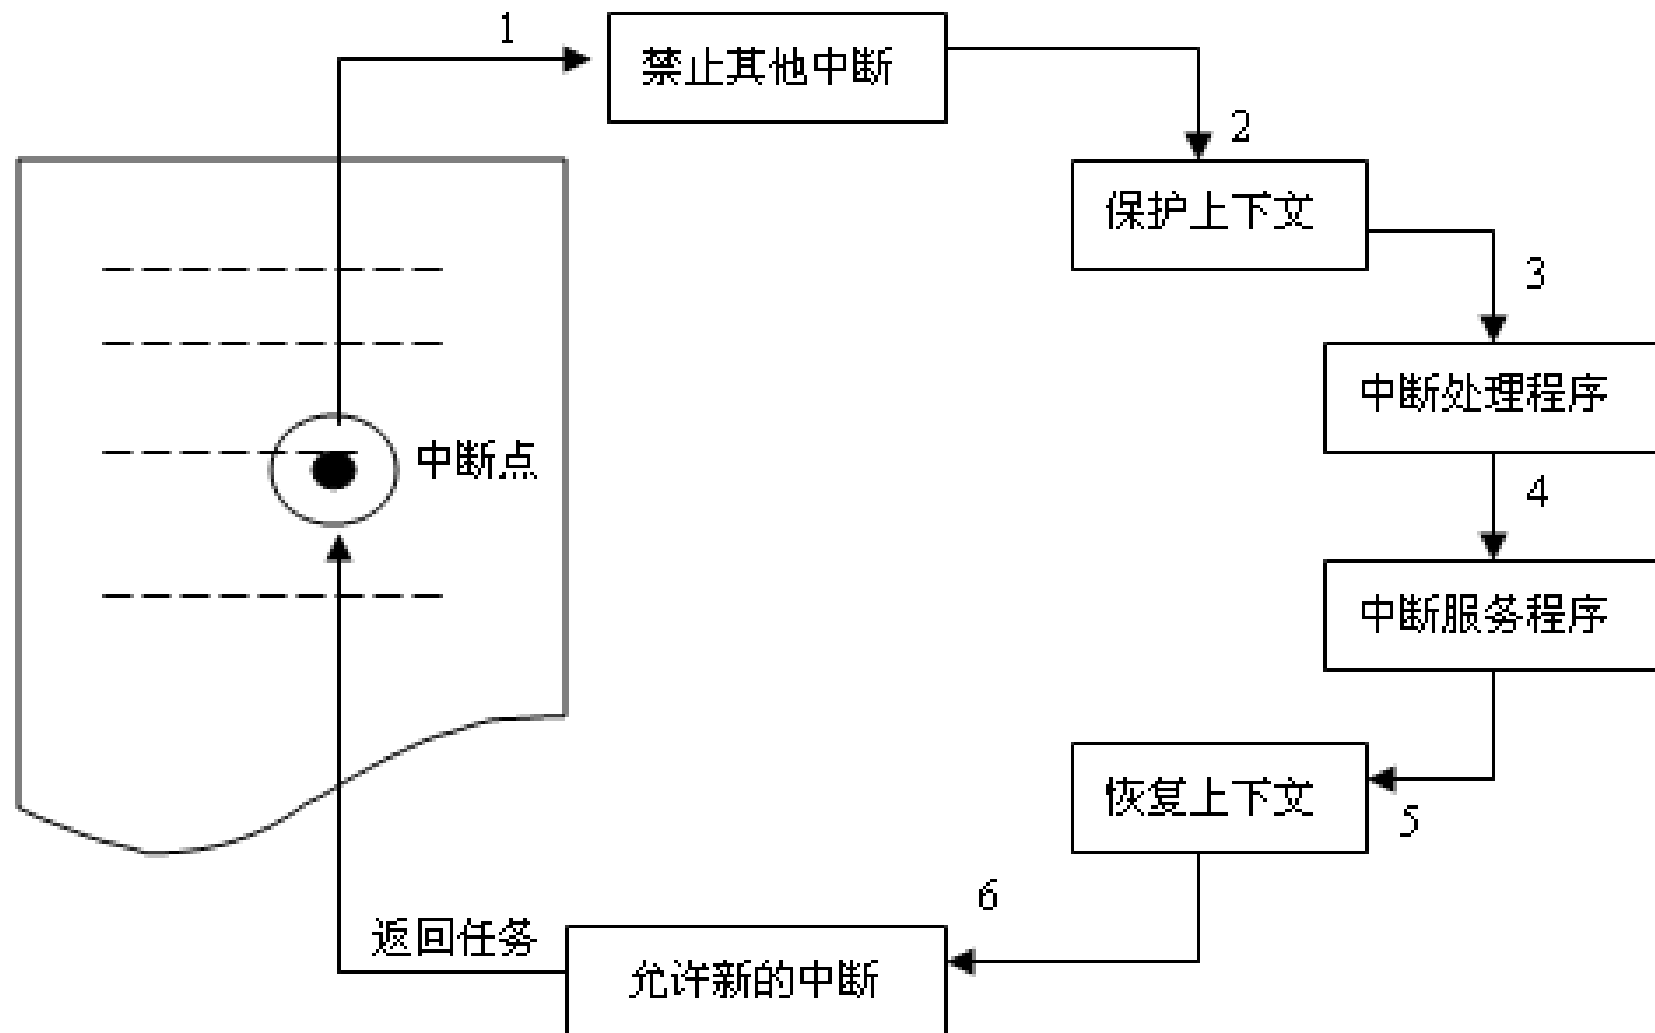 1
禁止其他中断
2
保护上下文
3
中断处理程序
中断点
4
中断服务程序
恢复上下文
5
6
返回任务
允许新的中断